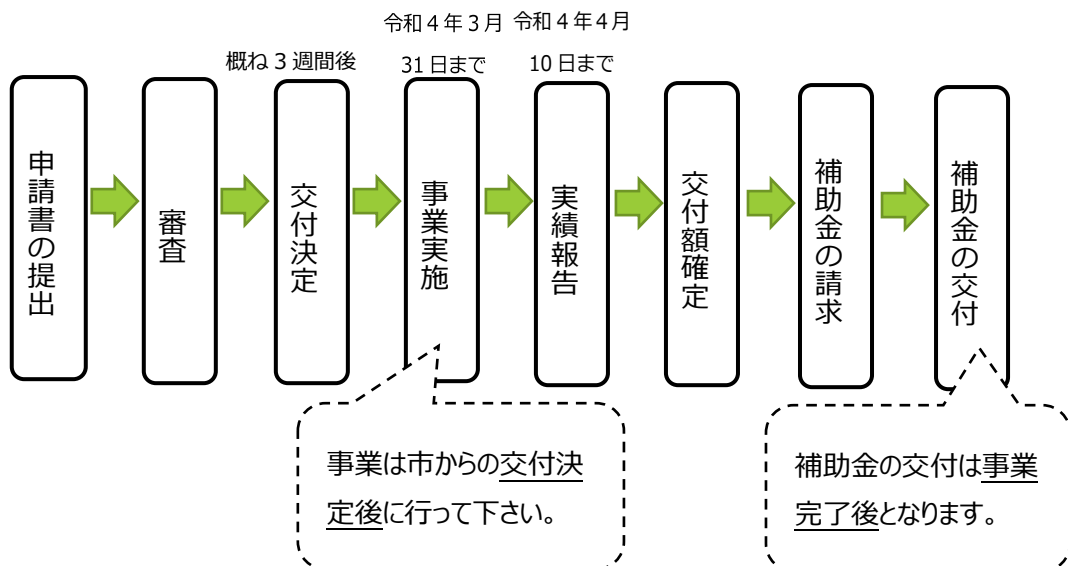 令和４年３月
31 日まで
令和４年４月
10 日まで
概ね３週間後
申請書の提出
審査
交付決定
事業実施
実績報告
交付額確定
補助金の請求
補助金の交付
事業は市からの交付決
定後に行って下さい。
補助金の交付は事業
完了後となります。